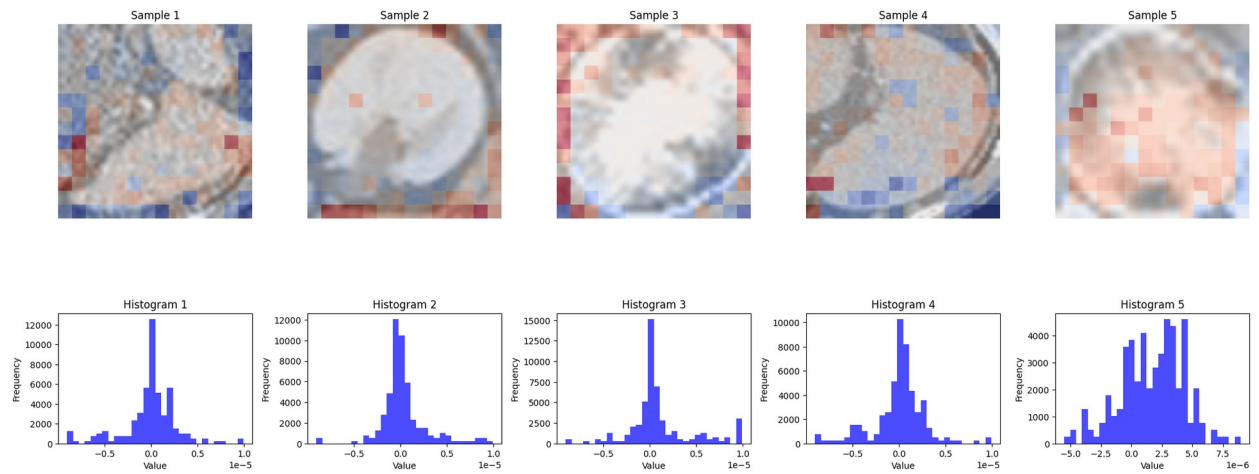 Sample 1
Sample 2
Sample 3
Sample 4
Sample 5
Histogram 1
Histogram 2
Histogram 3
Histogram 4
Histogram 5
Frequency
12000
10000
8000
6000
4000
2000
0
−0.5
0.0
0.5
1.0
1e−5
Value
Frequency
12000
10000
8000
6000
4000
2000
0
−0.5
0.0
0.5
1.0
1e−5
Value
Frequency
15000
12500
10000
7500
5000
2500
0
−0.5
0.0
0.5
1.0
1e−5
Value
Frequency
10000
8000
6000
4000
2000
0
−0.5
0.0
0.5
1.0
1e−5
Value
Frequency
4000
3000
2000
1000
0
−5.0
−2.5
0.0
2.5
5.0
7.5
1e−6
Value